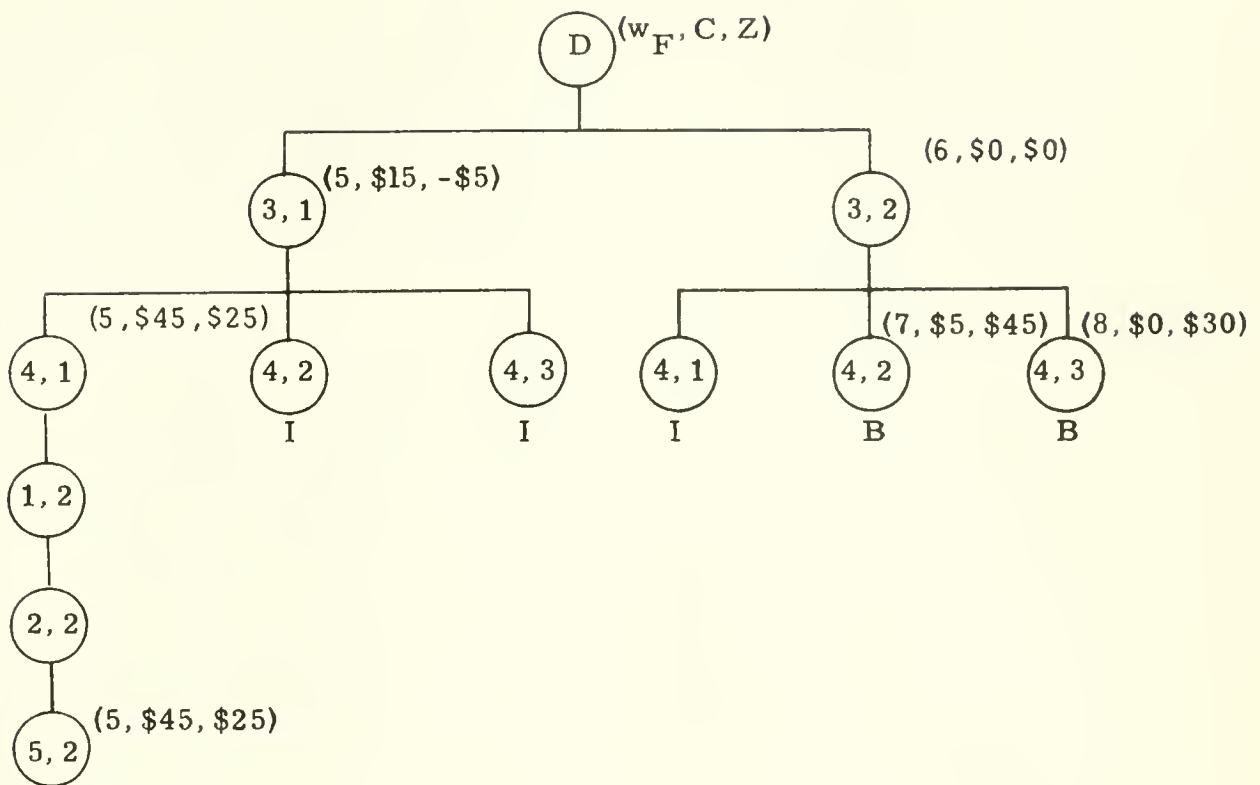 D (w_F, C, Z)
(6, $0, $0)
3, 1 (5, $15, -$5)
3, 2
(5, $45, $25)
(7, $5, $45) (8, $0, $30)
4, 1 4, 2 4, 3 4, 1 4, 2 4, 3
I I I B B
1, 2
2, 2
5, 2 (5, $45, $25)